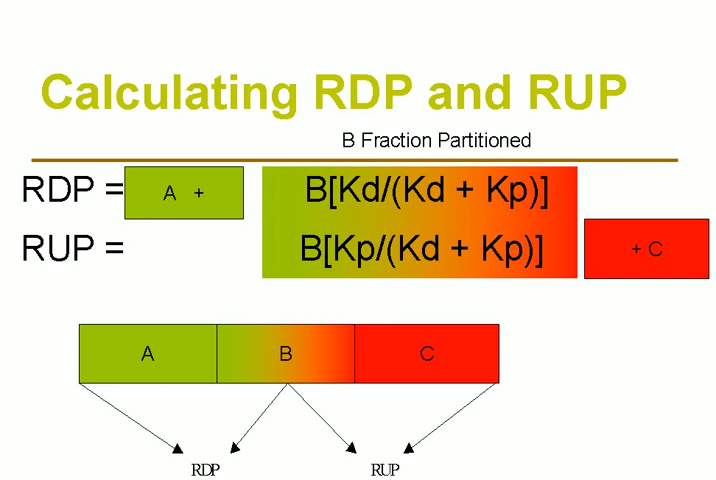 Calculating RDP and RUP
B Fraction Partitioned
RDP = A + B[Kd/(Kd + Kp)]
RUP = B[Kp/(Kd + Kp)] + C
A B C
RDP RUP